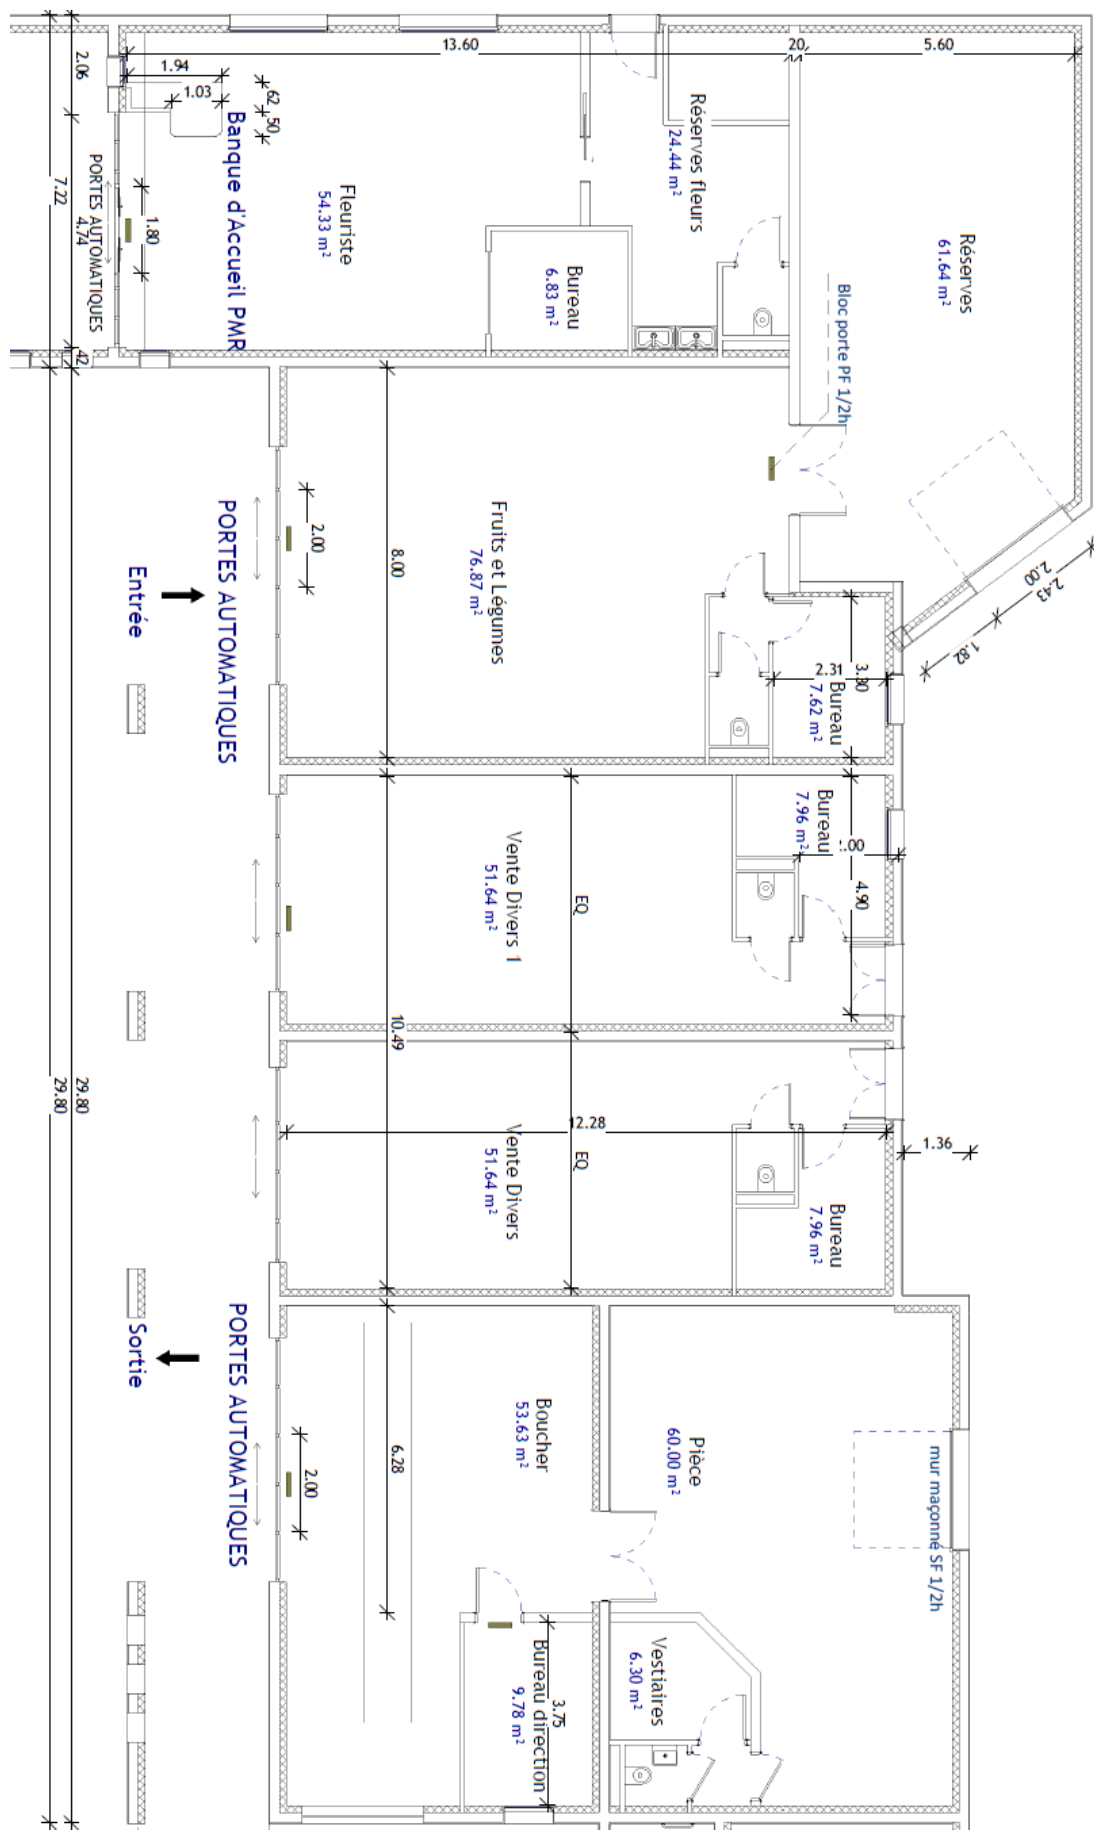 13.60
20
5.60
2.06
1.94
1.03
62
50
7.22
PORTES AUTOMATIQUES
4.74
1.80
42
Banque d'Accueil PMR
Fleuriste
54.33 m²
Bureau
6.83 m²
Réserves fleurs
24.44 m²
Réserves
61.64 m²
Bloc porte PF 1/2h
2.00
2.43
1.82
Entrée
PORTES AUTOMATIQUES
2.00
8.00
Fruits et Légumes
76.87 m²
2.31
3.30
Bureau
7.62 m²
Bureau
7.96 m²
4.90
Vente Divers 1
51.64 m²
EQ
10.49
29.80
29.80
12.28
Vente Divers
51.64 m²
EQ
1.36
Bureau
7.96 m²
Sortie
PORTES AUTOMATIQUES
2.00
6.28
Boucher
53.63 m²
Pièce
60.00 m²
mur maçonné SF 1/2h
Vestiaires
6.30 m²
3.75
Bureau direction
9.78 m²